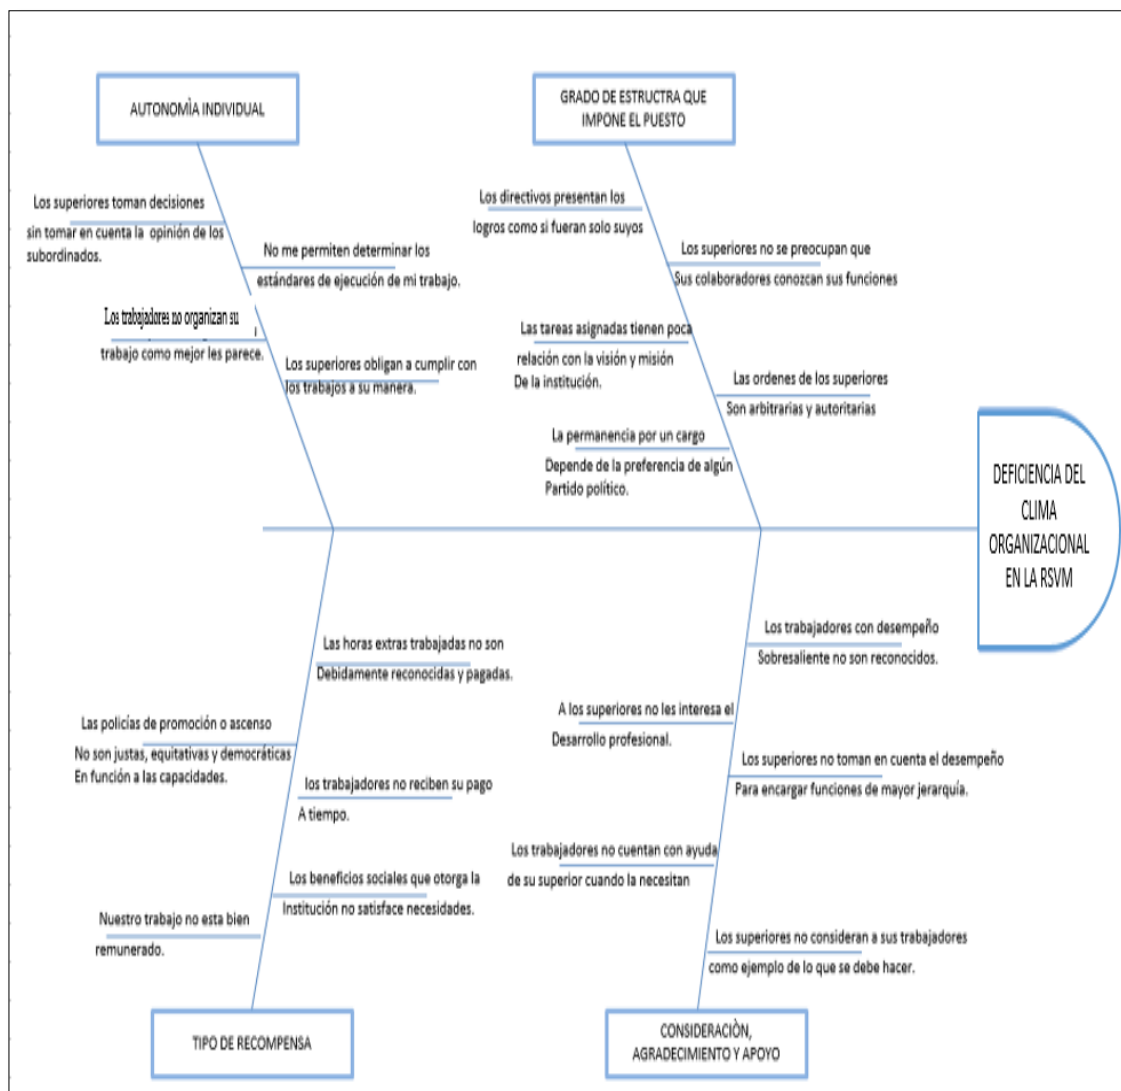 AUTONOMÌA INDIVIDUAL
Los superiores toman decisiones
sin tomar en cuenta la opinión de los
subordinados.
No me permiten determinar los
estándares de ejecución de mi trabajo.
Los trabajadores no organizan su
trabajo como mejor les parece.
Los superiores obligan a cumplir con
los trabajos a su manera.
GRADO DE ESTRUCTRA QUE
IMPONE EL PUESTO
Los directivos presentan los
logros como si fueran solo suyos
Los superiores no se preocupan que
Sus colaboradores conozcan sus funciones
Las tareas asignadas tienen poca
relación con la visión y misión
De la institución.
Las ordenes de los superiores
Son arbitrarias y autoritarias
La permanencia por un cargo
Depende de la preferencia de algún
Partido político.
DEFICIENCIA DEL
CLIMA
ORGANIZACIONAL
EN LA RSVM
Las horas extras trabajadas no son
Debidamente reconocidas y pagadas.
Las policías de promoción o ascenso
No son justas, equitativas y democráticas
En función a las capacidades.
los trabajadores no reciben su pago
A tiempo.
Los beneficios sociales que otorga la
Institución no satisface necesidades.
Nuestro trabajo no esta bien
remunerado.
TIPO DE RECOMPENSA
Los trabajadores con desempeño
Sobresaliente no son reconocidos.
A los superiores no les interesa el
Desarrollo profesional.
Los superiores no toman en cuenta el desempeño
Para encargar funciones de mayor jerarquía.
Los trabajadores no cuentan con ayuda
de su superior cuando la necesitan
Los superiores no consideran a sus trabajadores
como ejemplo de lo que se debe hacer.
CONSIDERACIÒN,
AGRADECIMIENTO Y APOYO